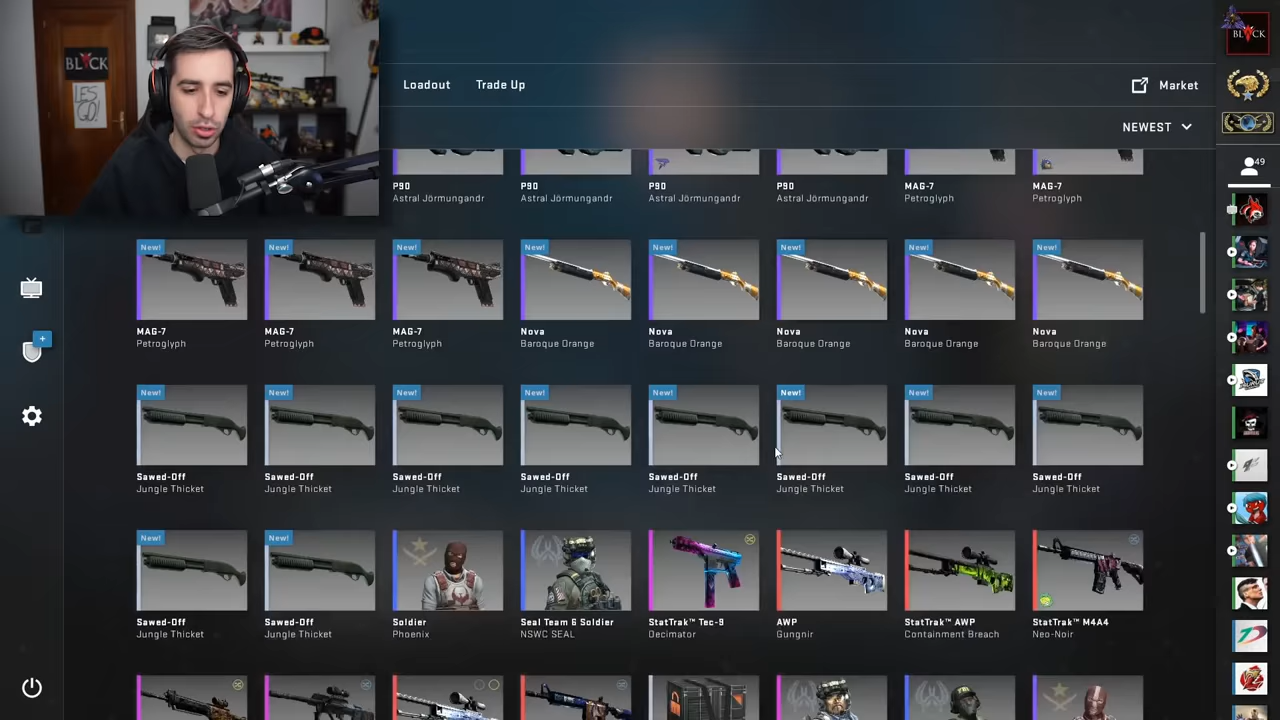 BL CK
LES
GO!
Loadout
Trade Up
Market
BL CK
NEWEST
49
P90
Astral Jörmungandr
P90
Astral Jörmungandr
P90
Astral Jörmungandr
P90
Astral Jörmungandr
MAG-7
Petroglyph
MAG-7
Petroglyph
New!
New!
New!
New!
New!
New!
New!
New!
MAG-7
Petroglyph
MAG-7
Petroglyph
MAG-7
Petroglyph
Nova
Baroque Orange
Nova
Baroque Orange
Nova
Baroque Orange
Nova
Baroque Orange
Nova
Baroque Orange
New!
New!
New!
New!
New!
New!
New!
New!
Sawed-Off
Jungle Thicket
Sawed-Off
Jungle Thicket
Sawed-Off
Jungle Thicket
Sawed-Off
Jungle Thicket
Sawed-Off
Jungle Thicket
Sawed-Off
Jungle Thicket
Sawed-Off
Jungle Thicket
Sawed-Off
Jungle Thicket
New!
New!
Sawed-Off
Jungle Thicket
Sawed-Off
Jungle Thicket
Soldier
Phoenix
Seal Team 6 Soldier
NSWC SEAL
StatTrak™ Tec-9
Decimator
AWP
Gungnir
StatTrak™ AWP
Containment Breach
StatTrak™ M4A4
Neo-Noir